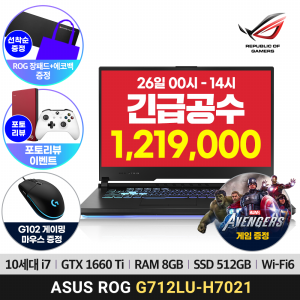 선착순
증정
ROG 장패드+에코백
증정
REPUBLIC OF
GAMERS
26일 00시 - 14시
긴급공수
1,219,000
포토
리뷰
포토리뷰
이벤트
G102 게이밍
마우스 증정
MARVEL
AVENGERS
게임 증정
10세대 i7 | GTX 1660 Ti | RAM 8GB | SSD 512GB | Wi-Fi6
ASUS ROG G712LU-H7021